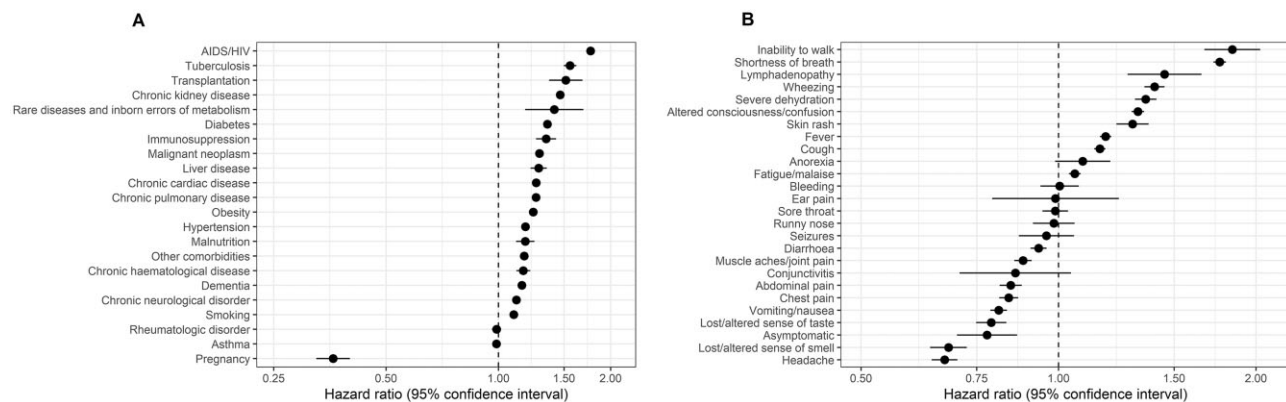 A
AIDS/HIV
Tuberculosis
Transplantation
Chronic kidney disease
Rare diseases and inborn errors of metabolism
Diabetes
Immunosuppression
Malignant neoplasm
Liver disease
Chronic cardiac disease
Chronic pulmonary disease
Obesity
Hypertension
Malnutrition
Other comorbidities
Chronic haematological disease
Dementia
Chronic neurological disorder
Smoking
Rheumatologic disorder
Asthma
Pregnancy
0.25 0.50 1.00 1.50 2.00
Hazard ratio (95% confidence interval)
B
Inability to walk
Shortness of breath
Lymphadenopathy
Wheezing
Severe dehydration
Altered consciousness/confusion
Skin rash
Fever
Cough
Anorexia
Fatigue/malaise
Bleeding
Ear pain
Sore throat
Runny nose
Seizures
Diarrhoea
Muscle aches/joint pain
Conjunctivitis
Abdominal pain
Chest pain
Vomiting/nausea
Lost/altered sense of taste
Asymptomatic
Lost/altered sense of smell
Headache
0.50 0.75 1.00 1.50 2.00
Hazard ratio (95% confidence interval)